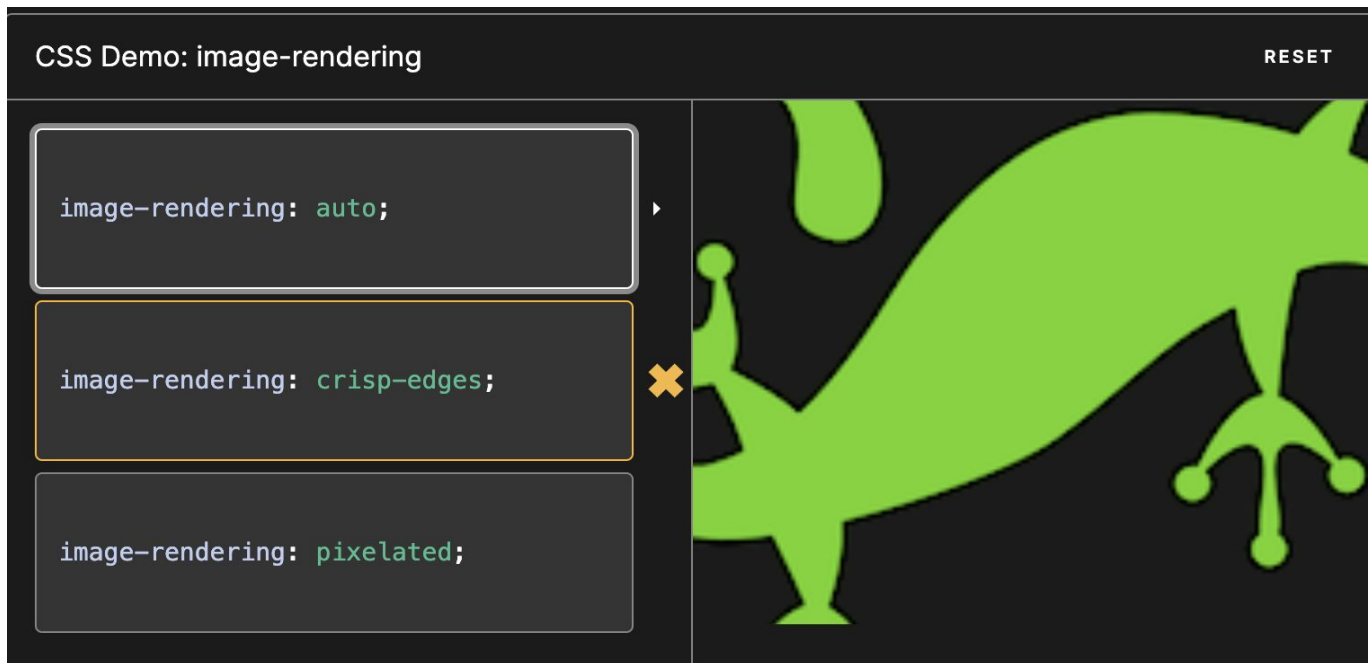 CSS Demo: image-rendering
RESET
image-rendering: auto;
image-rendering: crisp-edges;
image-rendering: pixelated;